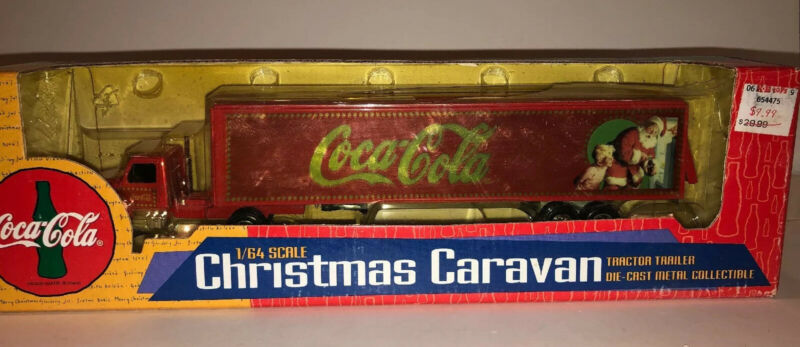 Coca-Cola
654475
$9.99
$29.99
Coca-Cola
1/64 SCALE
Christmas Caravan
TRACTOR TRAILER
DIE-CAST METAL COLLECTIBLE